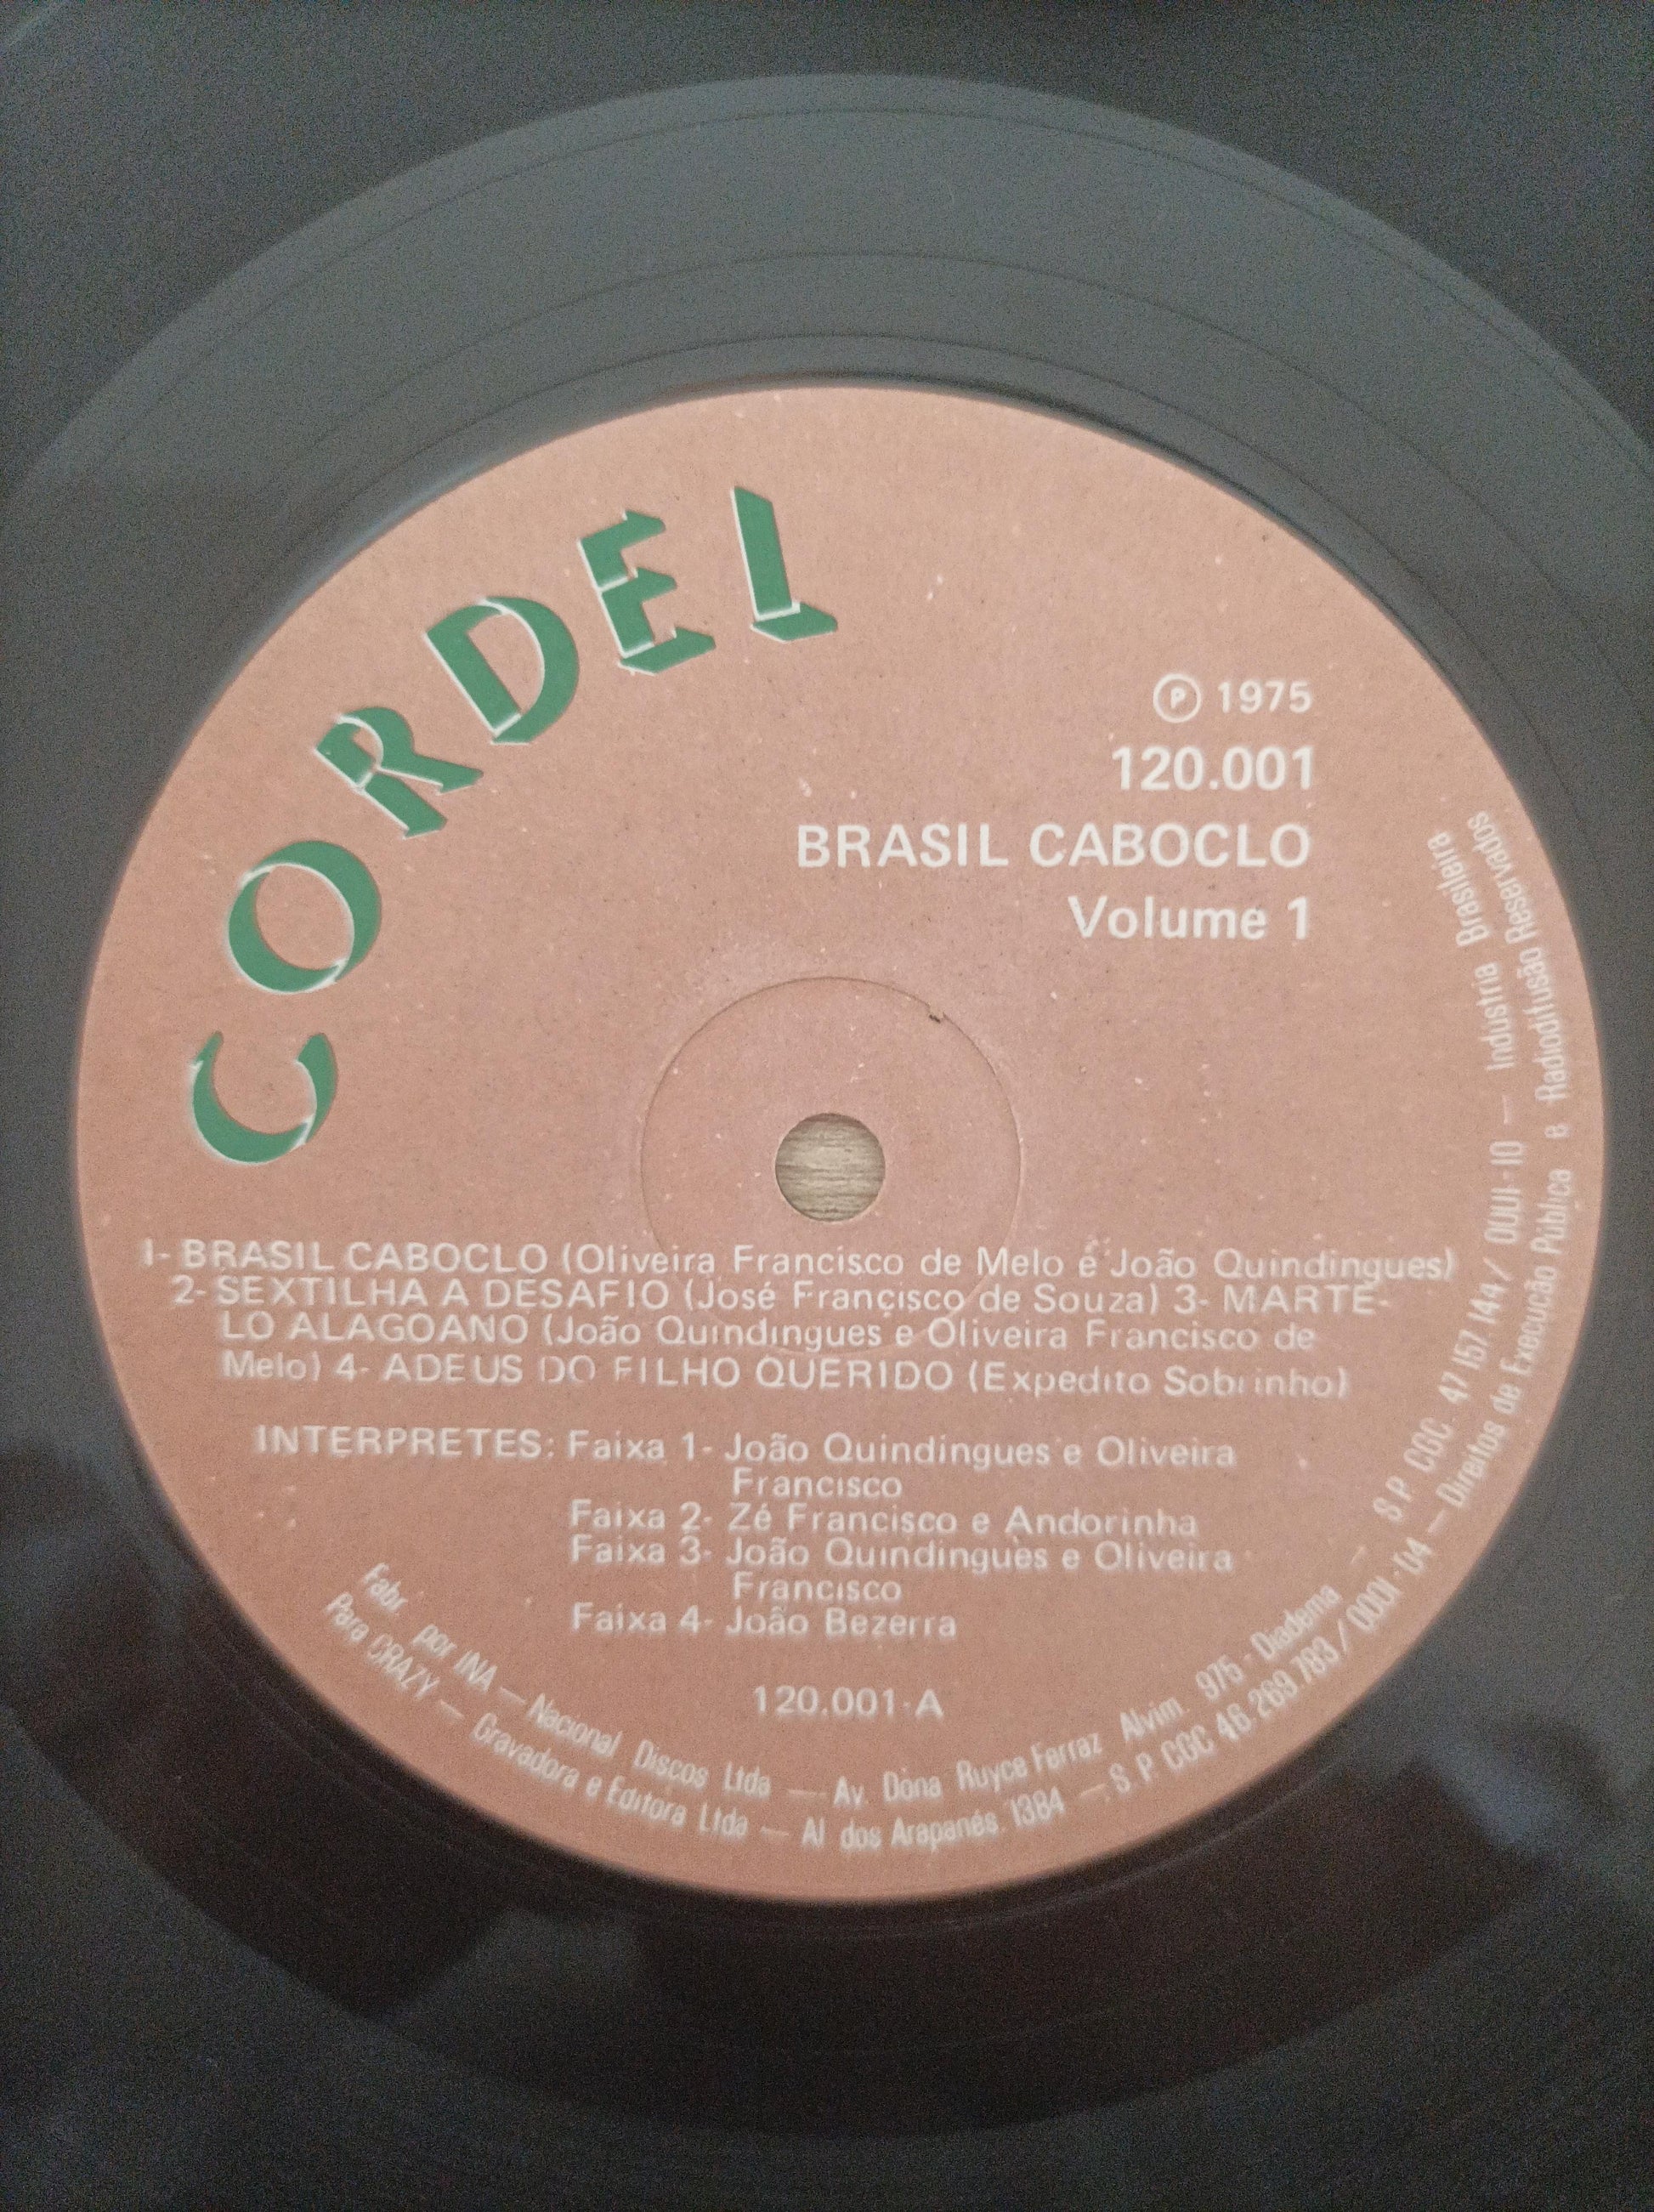 CORDEL
Ⓟ 1975
120.001
BRASIL CABOCLO
Volume 1
1- BRASIL CABOCLO (Oliveira Francisco de Melo e João Quindingues)
2- SEXTILHA A DESAFIO (José Francisco de Souza) 3- MARTE-
LO ALAGOANO (João Quindingues e Oliveira Francisco de
Melo) 4- ADEUS DO FILHO QUERIDO (Expedito Sobrinho)
INTERPRETES: Faixa 1- João Quindingues e Oliveira
Francisco
Faixa 2- Zé Francisco e Andorinha
Faixa 3- João Quindingues e Oliveira
Francisco
Faixa 4- João Bezerra
120.001-A
Fabr. por INA — Nacional Discos Ltda — Av. Dona Ruyce Ferraz Alvim. 975 - Diadema — S P CGC. 47 157 144 / 0001-10 — Industria Brasileira
Para CRAZY — Gravadora e Editora Ltda — Al dos Arapanés. 1384 — S P CGC 46 269 783 / 0001-04 — Direitos de Execução Pública e Radiodifusão Reservados